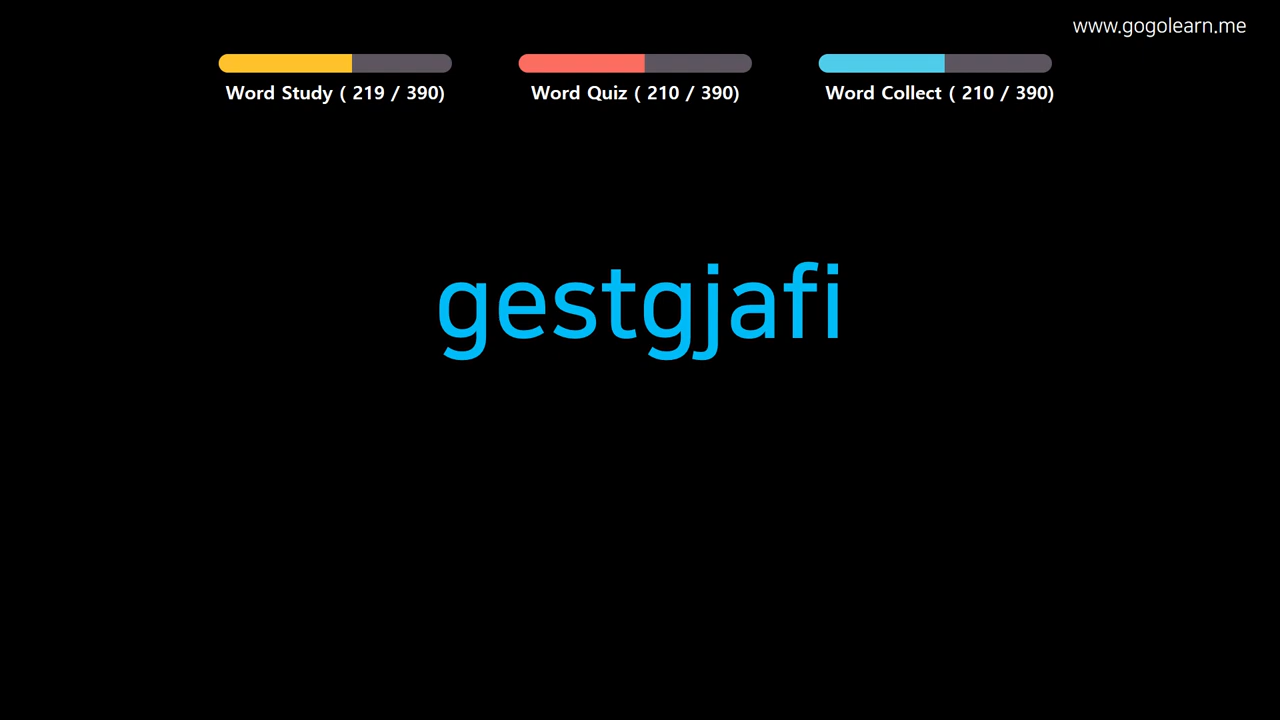 www.gogolearn.me
Word Study ( 219 / 390)
Word Quiz ( 210 / 390)
Word Collect ( 210 / 390)
gestgjafi